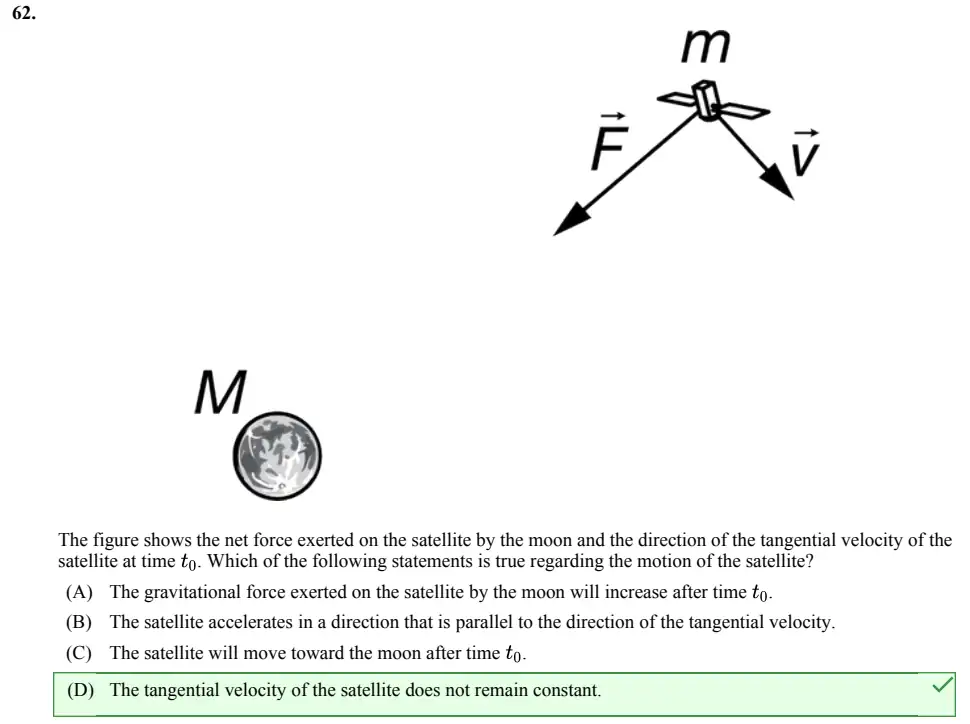 62.
m
F
v
M
The figure shows the net force exerted on the satellite by the moon and the direction of the tangential velocity of the
satellite at time t₀. Which of the following statements is true regarding the motion of the satellite?
(A) The gravitational force exerted on the satellite by the moon will increase after time t₀.
(B) The satellite accelerates in a direction that is parallel to the direction of the tangential velocity.
(C) The satellite will move toward the moon after time t₀.
(D) The tangential velocity of the satellite does not remain constant.